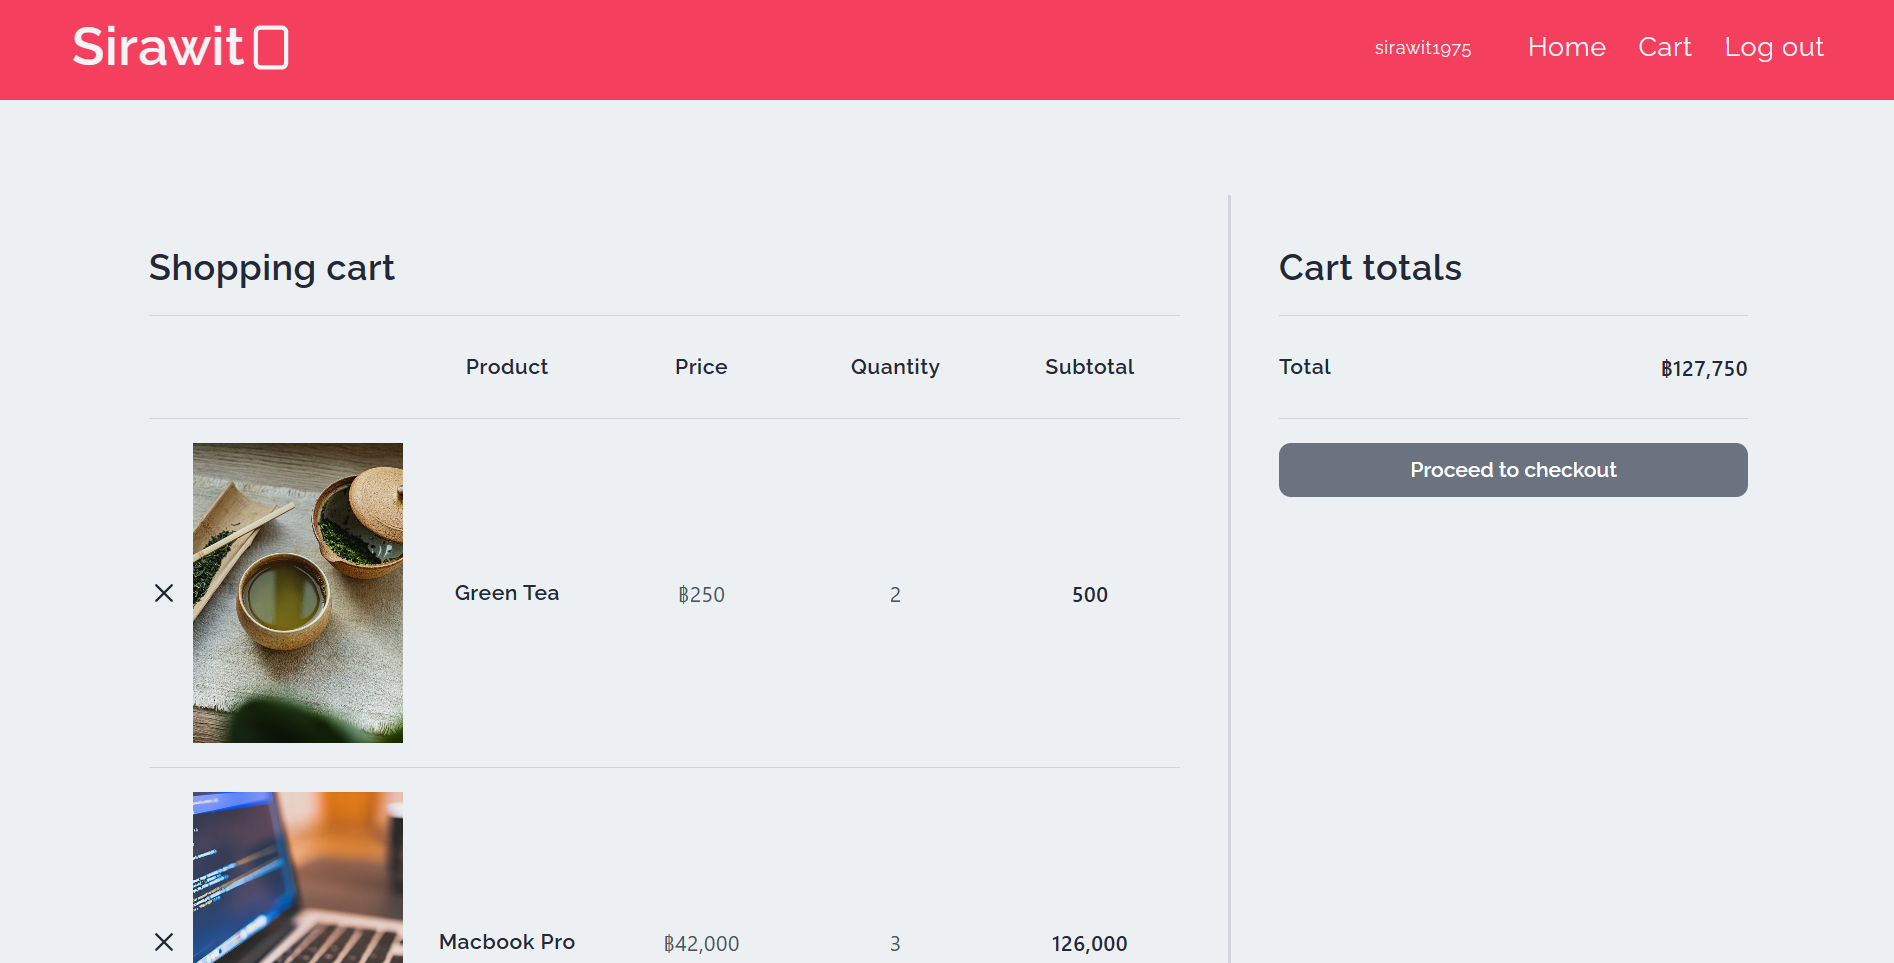 Sirawit
sirawit1975 Home Cart Log out
Shopping cart
Cart totals
Product Price Quantity Subtotal
Total ฿127,750
Proceed to checkout
Green Tea ฿250 2 500
Macbook Pro ฿42,000 3 126,000